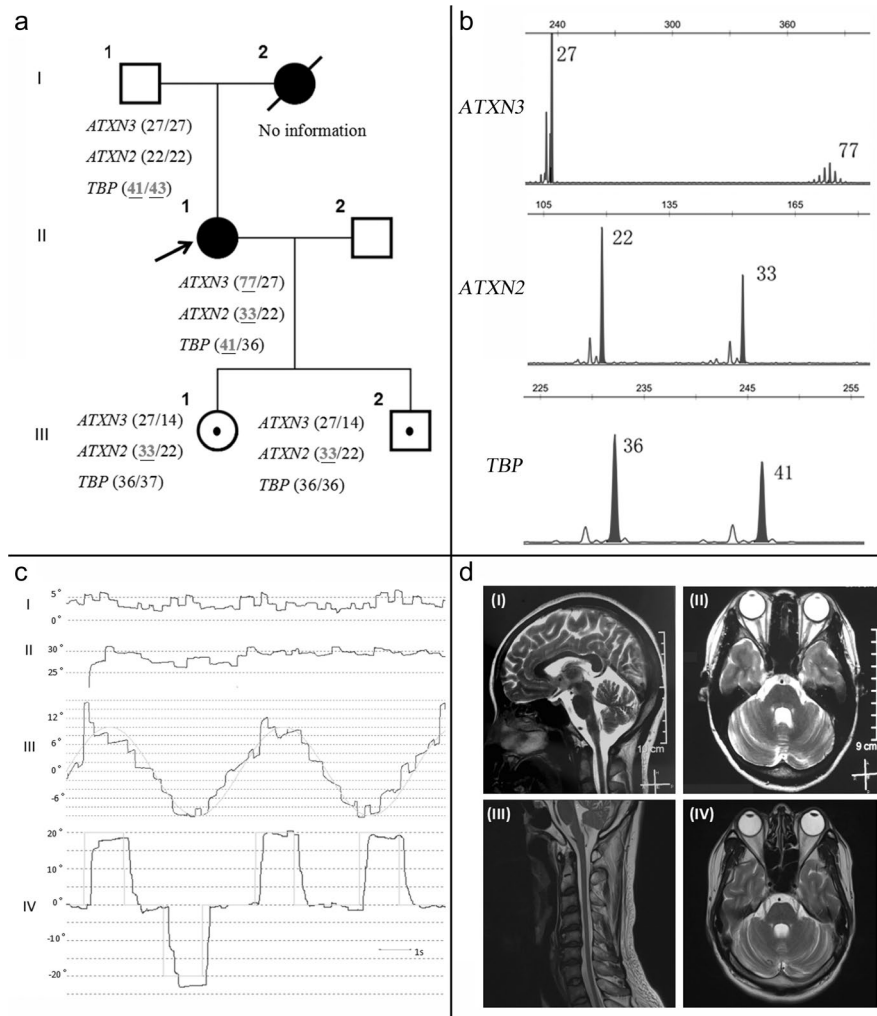 a
1
2
I
ATXN3 (27/27)
ATXN2 (22/22)
TBP (41/43)
No information
1
2
II
ATXN3 (77/27)
ATXN2 (33/22)
TBP (41/36)
1
2
III
ATXN3 (27/14)
ATXN2 (33/22)
TBP (36/37)
ATXN3 (27/14)
ATXN2 (33/22)
TBP (36/36)
b
240 300 360
27
ATXN3
77
105 135 165
22
33
ATXN2
225 235 245 255
36
41
TBP
c
5°
I
0°
II
30°
25°
12°
6°
III
0°
-6°
20°
10°
IV
0°
-10°
-20°
1s
d
(I)
10 cm
(II)
9 cm
(III)
(IV)